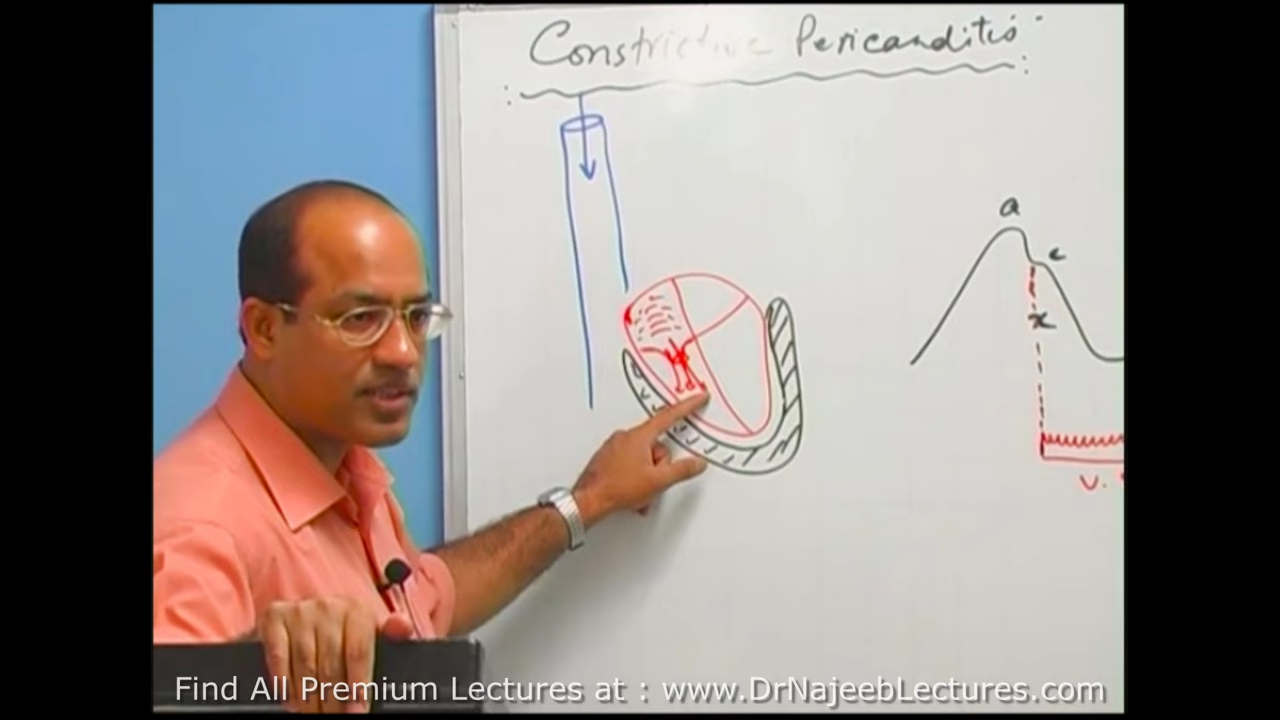 Constrictive Pericarditis
a
c
x
V.
Find All Premium Lectures at : www.DrNajeebLectures.com